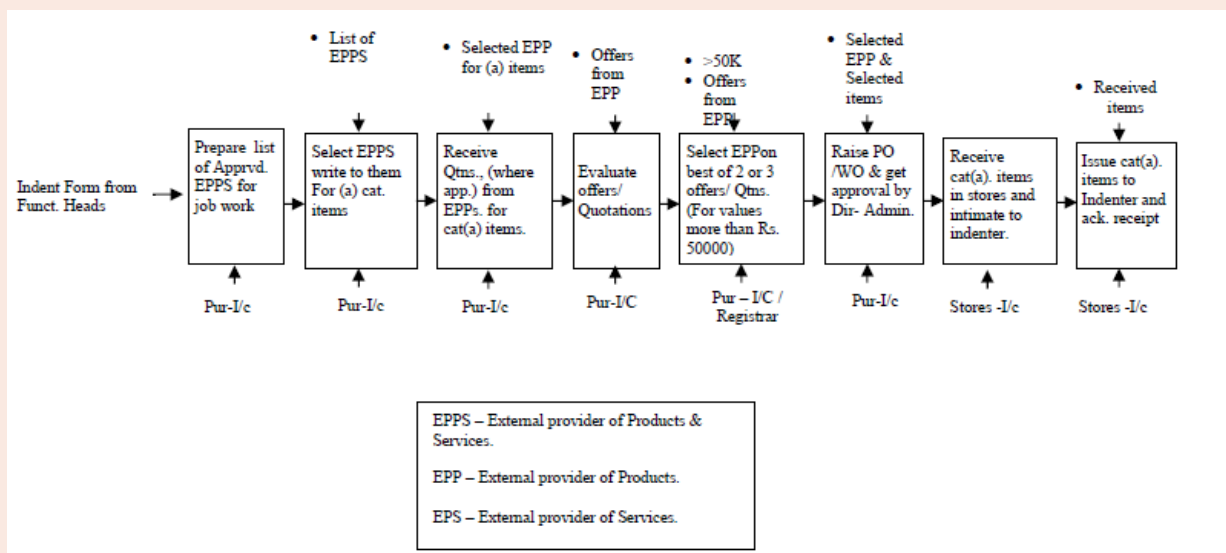 • List of
EPPS
• Selected EPP
for (a) items
• Offers
from
EPP
• >50K
• Offers
from
EPP
• Selected
EPP &
Selected
items
• Received
items
Indent Form from
Funct. Heads
Prepare list
of Apprvd.
EPPS for
job work
Select EPPS
write to them
For (a) cat.
items
Receive
Qtns., (where
app.) from
EPPs. for
cat(a) items.
Evaluate
offers/
Quotations
Select EPPon
best of 2 or 3
offers/ Qtns.
(For values
more than Rs.
50000)
Raise PO
/WO & get
approval by
Dir- Admin.
Receive
cat(a). items
in stores and
intimate to
indenter.
Issue cat(a).
items to
Indenter and
ack. receipt
Pur-I/c
Pur-I/c
Pur-I/c
Pur-I/C
Pur – I/C /
Registrar
Pur-I/c
Stores -I/c
Stores -I/c
EPPS – External provider of Products &
Services.
EPP – External provider of Products.
EPS – External provider of Services.